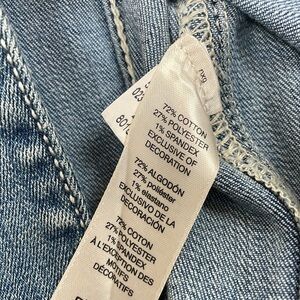 72% COTTON
27% POLYESTER
1% SPANDEX
EXCLUSIVE OF
DECORATION
72% ALGODÓN
27% poliéster
1% elastano
EXCLUSIVO DE LA
DECORACIÓN
72% COTON
27% POLYESTER
1% SPANDEX
À L'EXCEPTION DES
MOTIFS
DÉCORATIFS